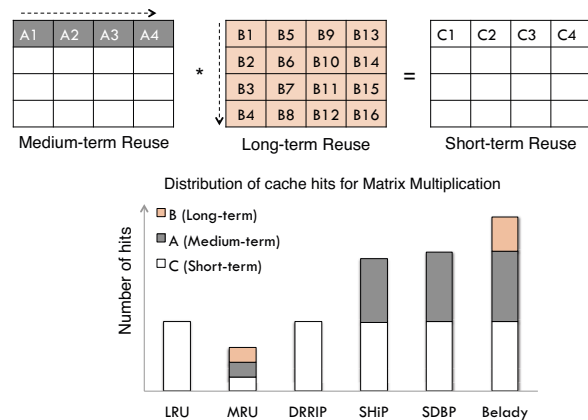 A1 A2 A3 A4
*
B1 B5 B9 B13
B2 B6 B10 B14
B3 B7 B11 B15
B4 B8 B12 B16
=
C1 C2 C3 C4
Medium-term Reuse
Long-term Reuse
Short-term Reuse
Distribution of cache hits for Matrix Multiplication
Number of hits
B (Long-term)
A (Medium-term)
C (Short-term)
LRU MRU DRRIP SHiP SDBP Belady